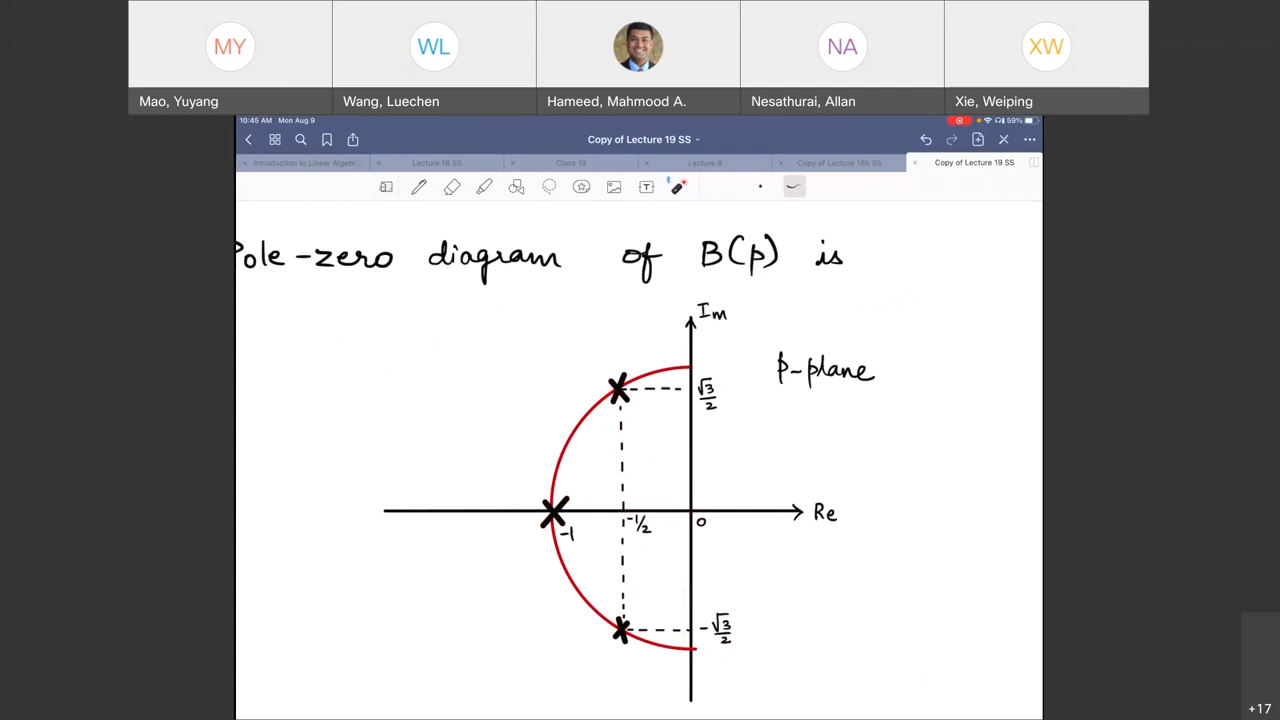 MY
WL
NA
XW
Mao, Yuyang
Wang, Luechen
Hameed, Mahmood A.
Nesathurai, Allan
Xie, Weiping
10:45 AM Mon Aug 9
59%
Copy of Lecture 19 SS
Introduction to Linear Algebr...
Lecture 18 SS
Class 19
Lecture 8
Copy of Lecture 18b SS
Copy of Lecture 19 SS
T
Pole-zero diagram of B(p) is
Im
p-plane
√3/2
-1/2
0
Re
-1
-√3/2
+17